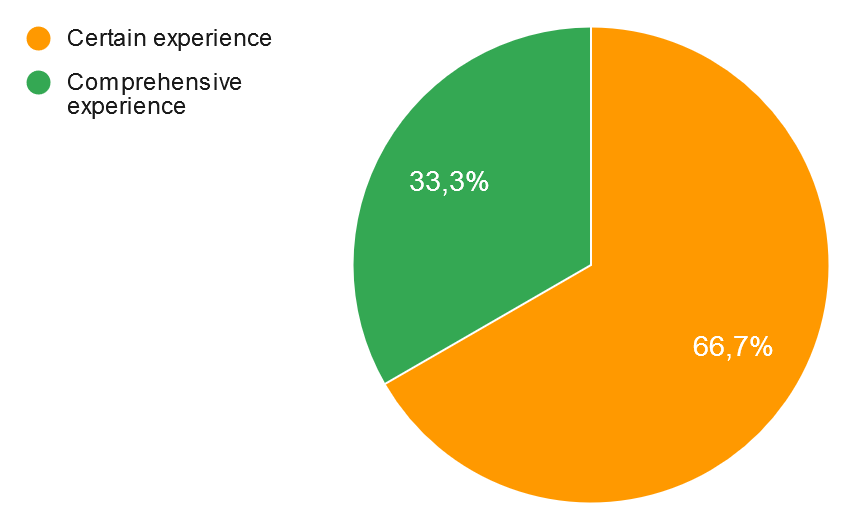 Certain experience
Comprehensive
experience
33,3%
66,7%